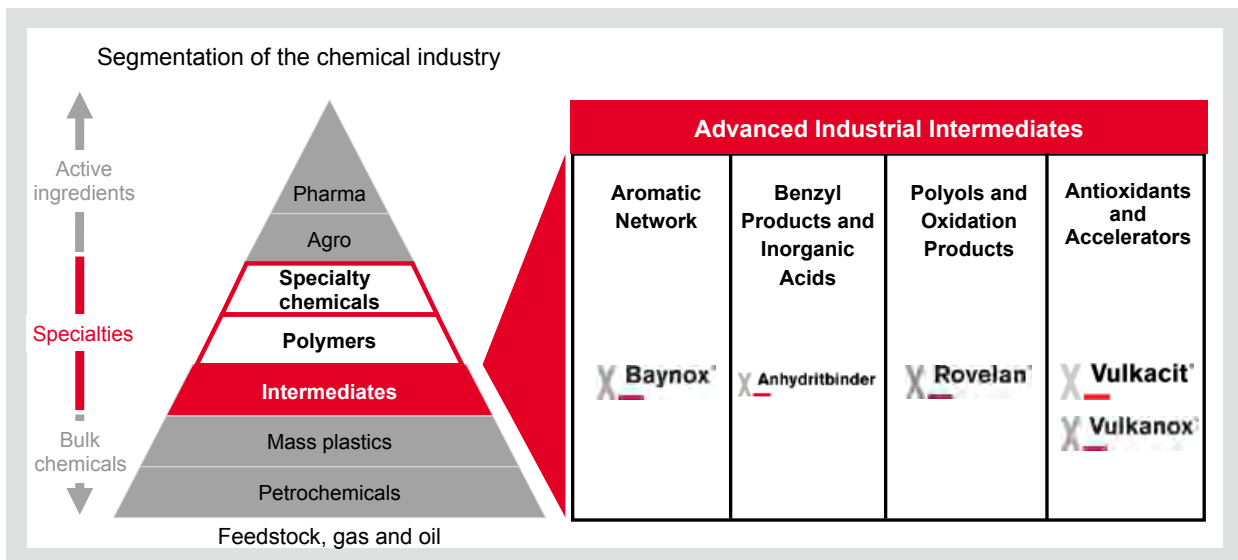 Segmentation of the chemical industry
Active
ingredients
Specialties
Bulk
chemicals
Pharma
Agro
Specialty
chemicals
Polymers
Intermediates
Mass plastics
Petrochemicals
Feedstock, gas and oil
Advanced Industrial Intermediates
Aromatic
Network
X Baynox®
Benzyl
Products and
Inorganic
Acids
X Anhydritbinder
Polyols and
Oxidation
Products
X Rovelan®
Antioxidants
and
Accelerators
X Vulkacit®
X Vulkanox®